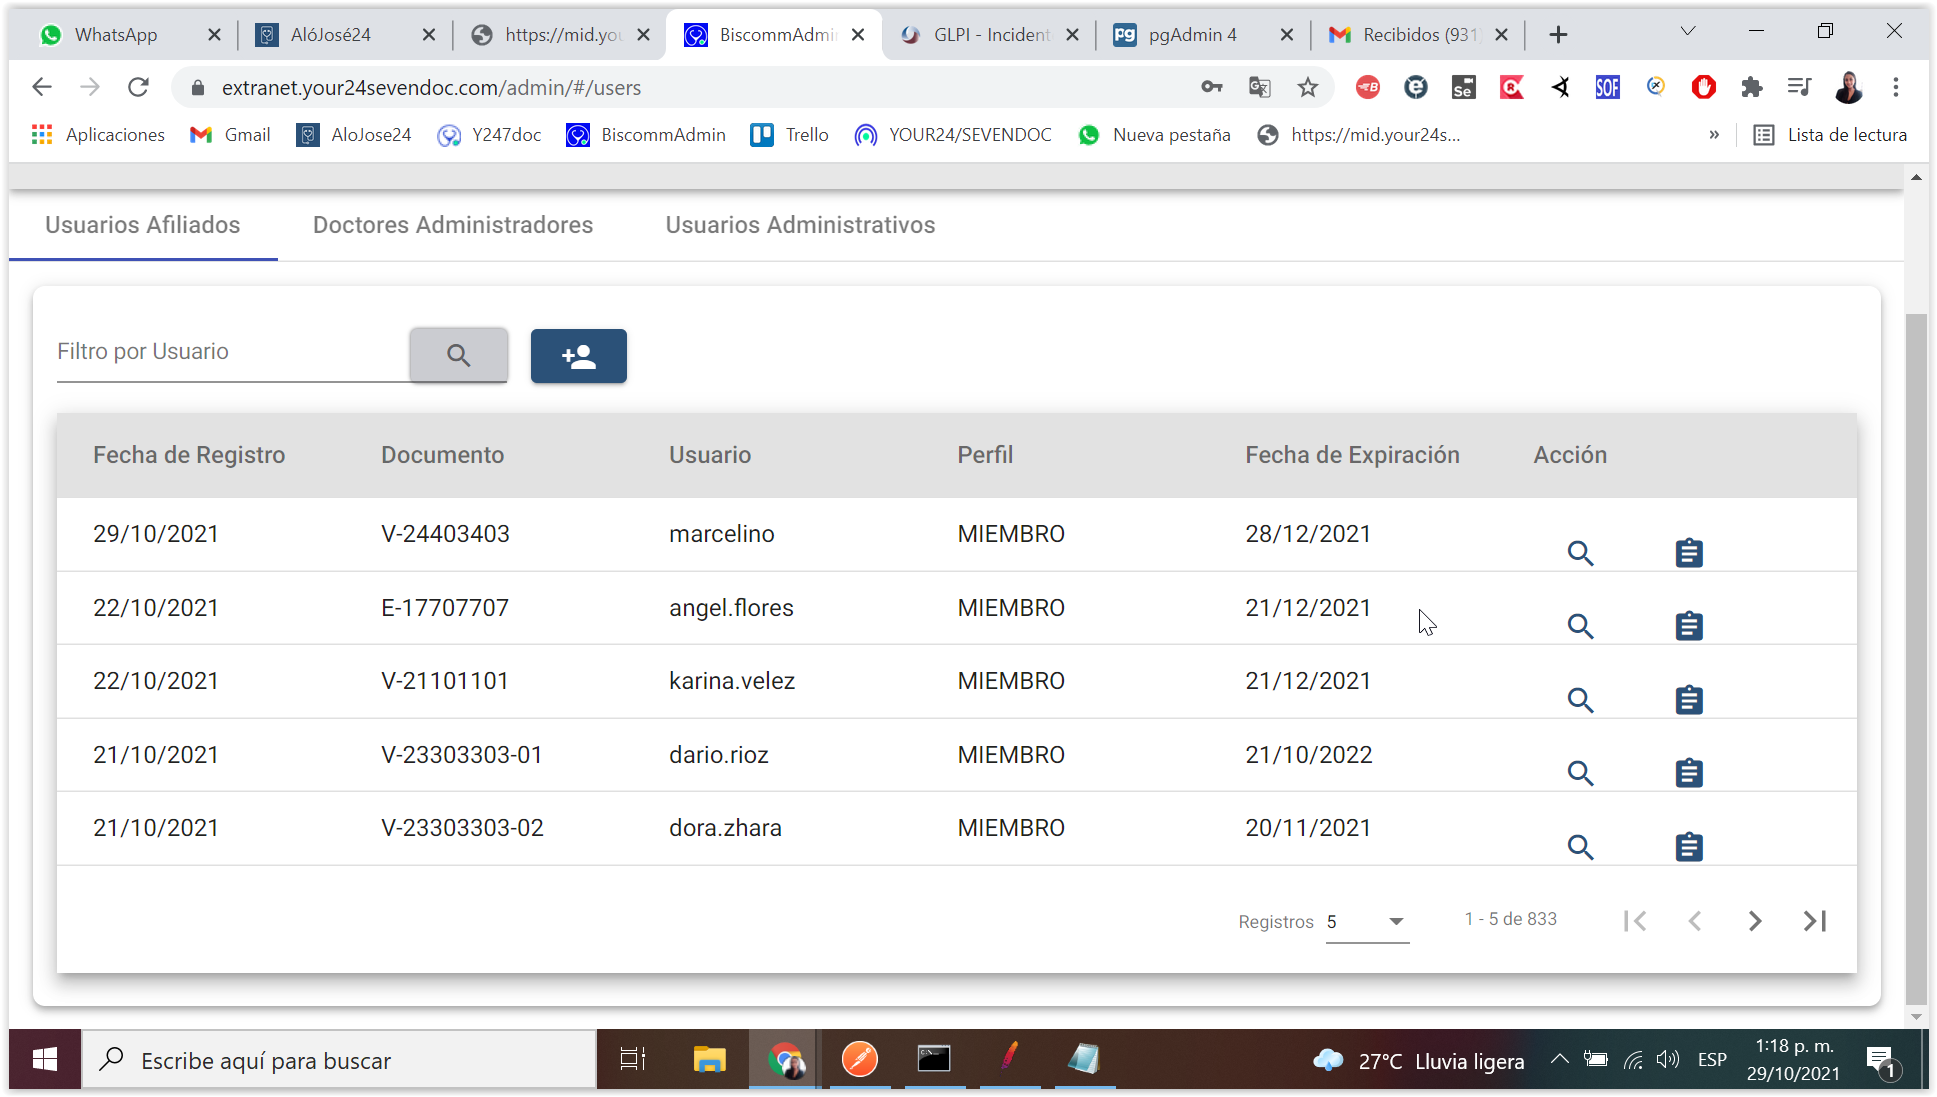 WhatsApp
AlóJosé24
https://mid.you
BiscommAdmi
GLPI - Incident
pgAdmin 4
Recibidos (931)
extranet.your24sevendoc.com/admin/#/users
Aplicaciones
Gmail
AloJose24
Y247doc
BiscommAdmin
Trello
YOUR24/SEVENDOC
Nueva pestaña
https://mid.your24s...
»
Lista de lectura
Usuarios Afiliados
Doctores Administradores
Usuarios Administrativos
Filtro por Usuario
Fecha de Registro Documento Usuario Perfil Fecha de Expiración Acción
29/10/2021 V-24403403 marcelino MIEMBRO 28/12/2021
22/10/2021 E-17707707 angel.flores MIEMBRO 21/12/2021
22/10/2021 V-21101101 karina.velez MIEMBRO 21/12/2021
21/10/2021 V-23303303-01 dario.rioz MIEMBRO 21/10/2022
21/10/2021 V-23303303-02 dora.zhara MIEMBRO 20/11/2021
Registros 5 1 - 5 de 833
Escribe aquí para buscar
27°C Lluvia ligera
ESP
1:18 p. m.
29/10/2021
1